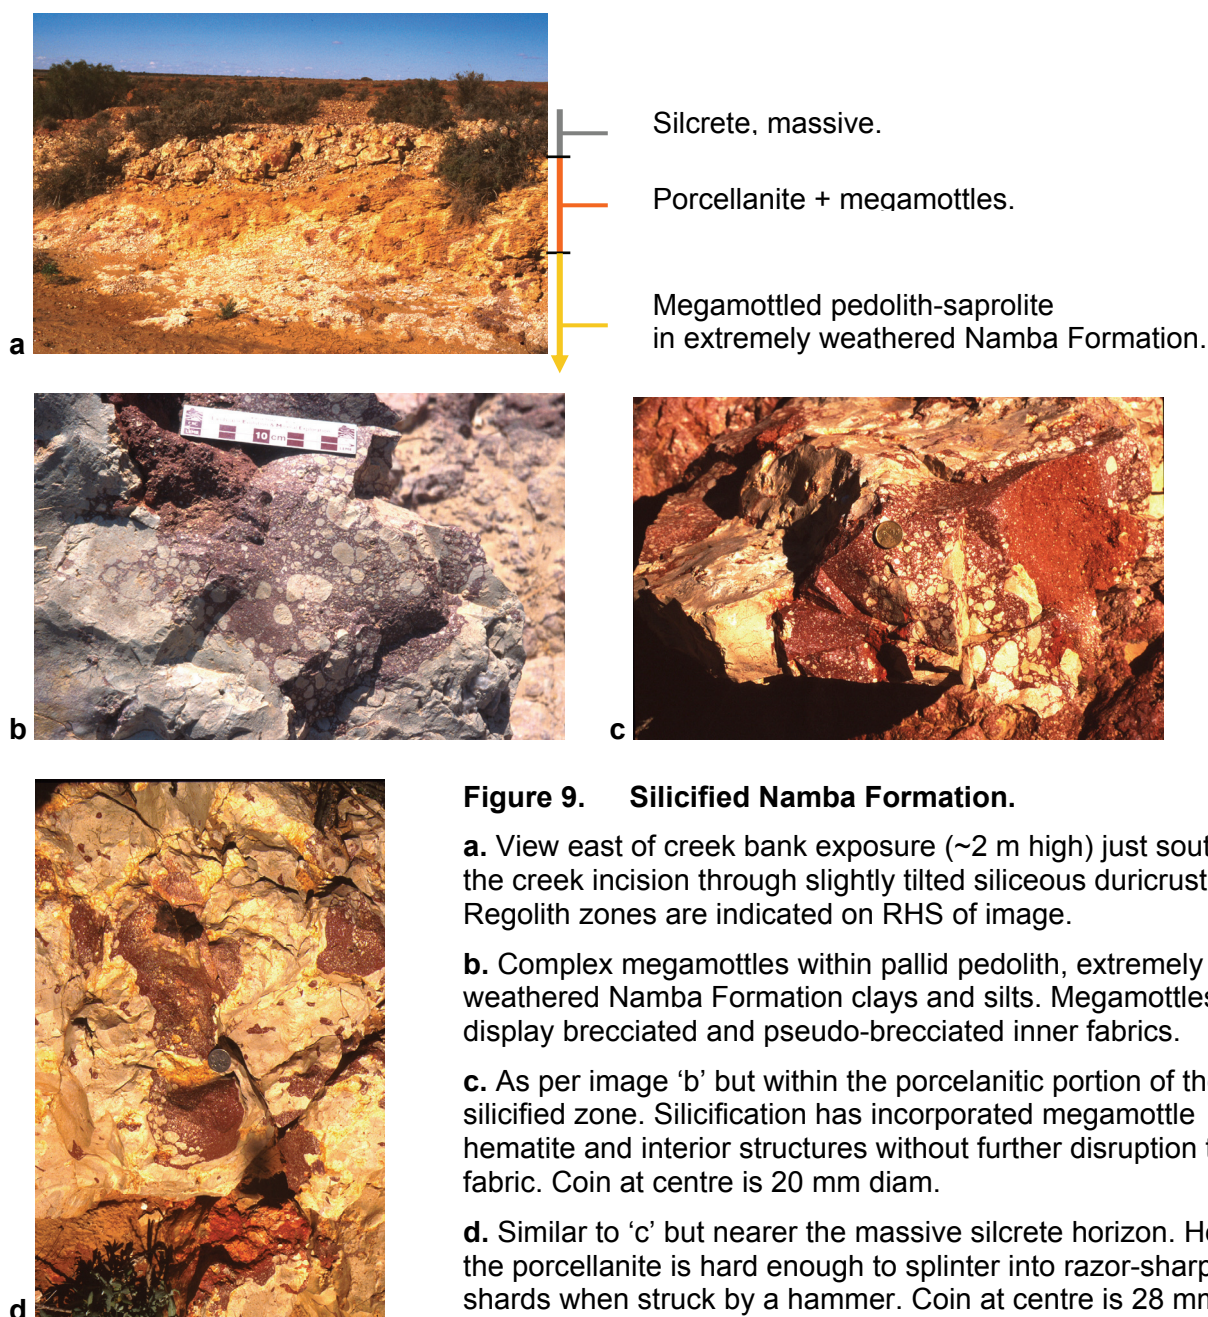 Silcrete, massive.
Porcellanite + megamottles.
Megamottled pedolith-saprolite
in extremely weathered Namba Formation.
a
10 cm
b
c
d
Figure 9. Silicified Namba Formation.
a. View east of creek bank exposure (~2 m high) just sout
the creek incision through slightly tilted siliceous duricrust
Regolith zones are indicated on RHS of image.
b. Complex megamottles within pallid pedolith, extremely
weathered Namba Formation clays and silts. Megamottles
display brecciated and pseudo-brecciated inner fabrics.
c. As per image ‘b’ but within the porcelanitic portion of the
silicified zone. Silicification has incorporated megamottle
hematite and interior structures without further disruption t
fabric. Coin at centre is 20 mm diam.
d. Similar to ‘c’ but nearer the massive silcrete horizon. He
the porcellanite is hard enough to splinter into razor-sharp
shards when struck by a hammer. Coin at centre is 28 mm